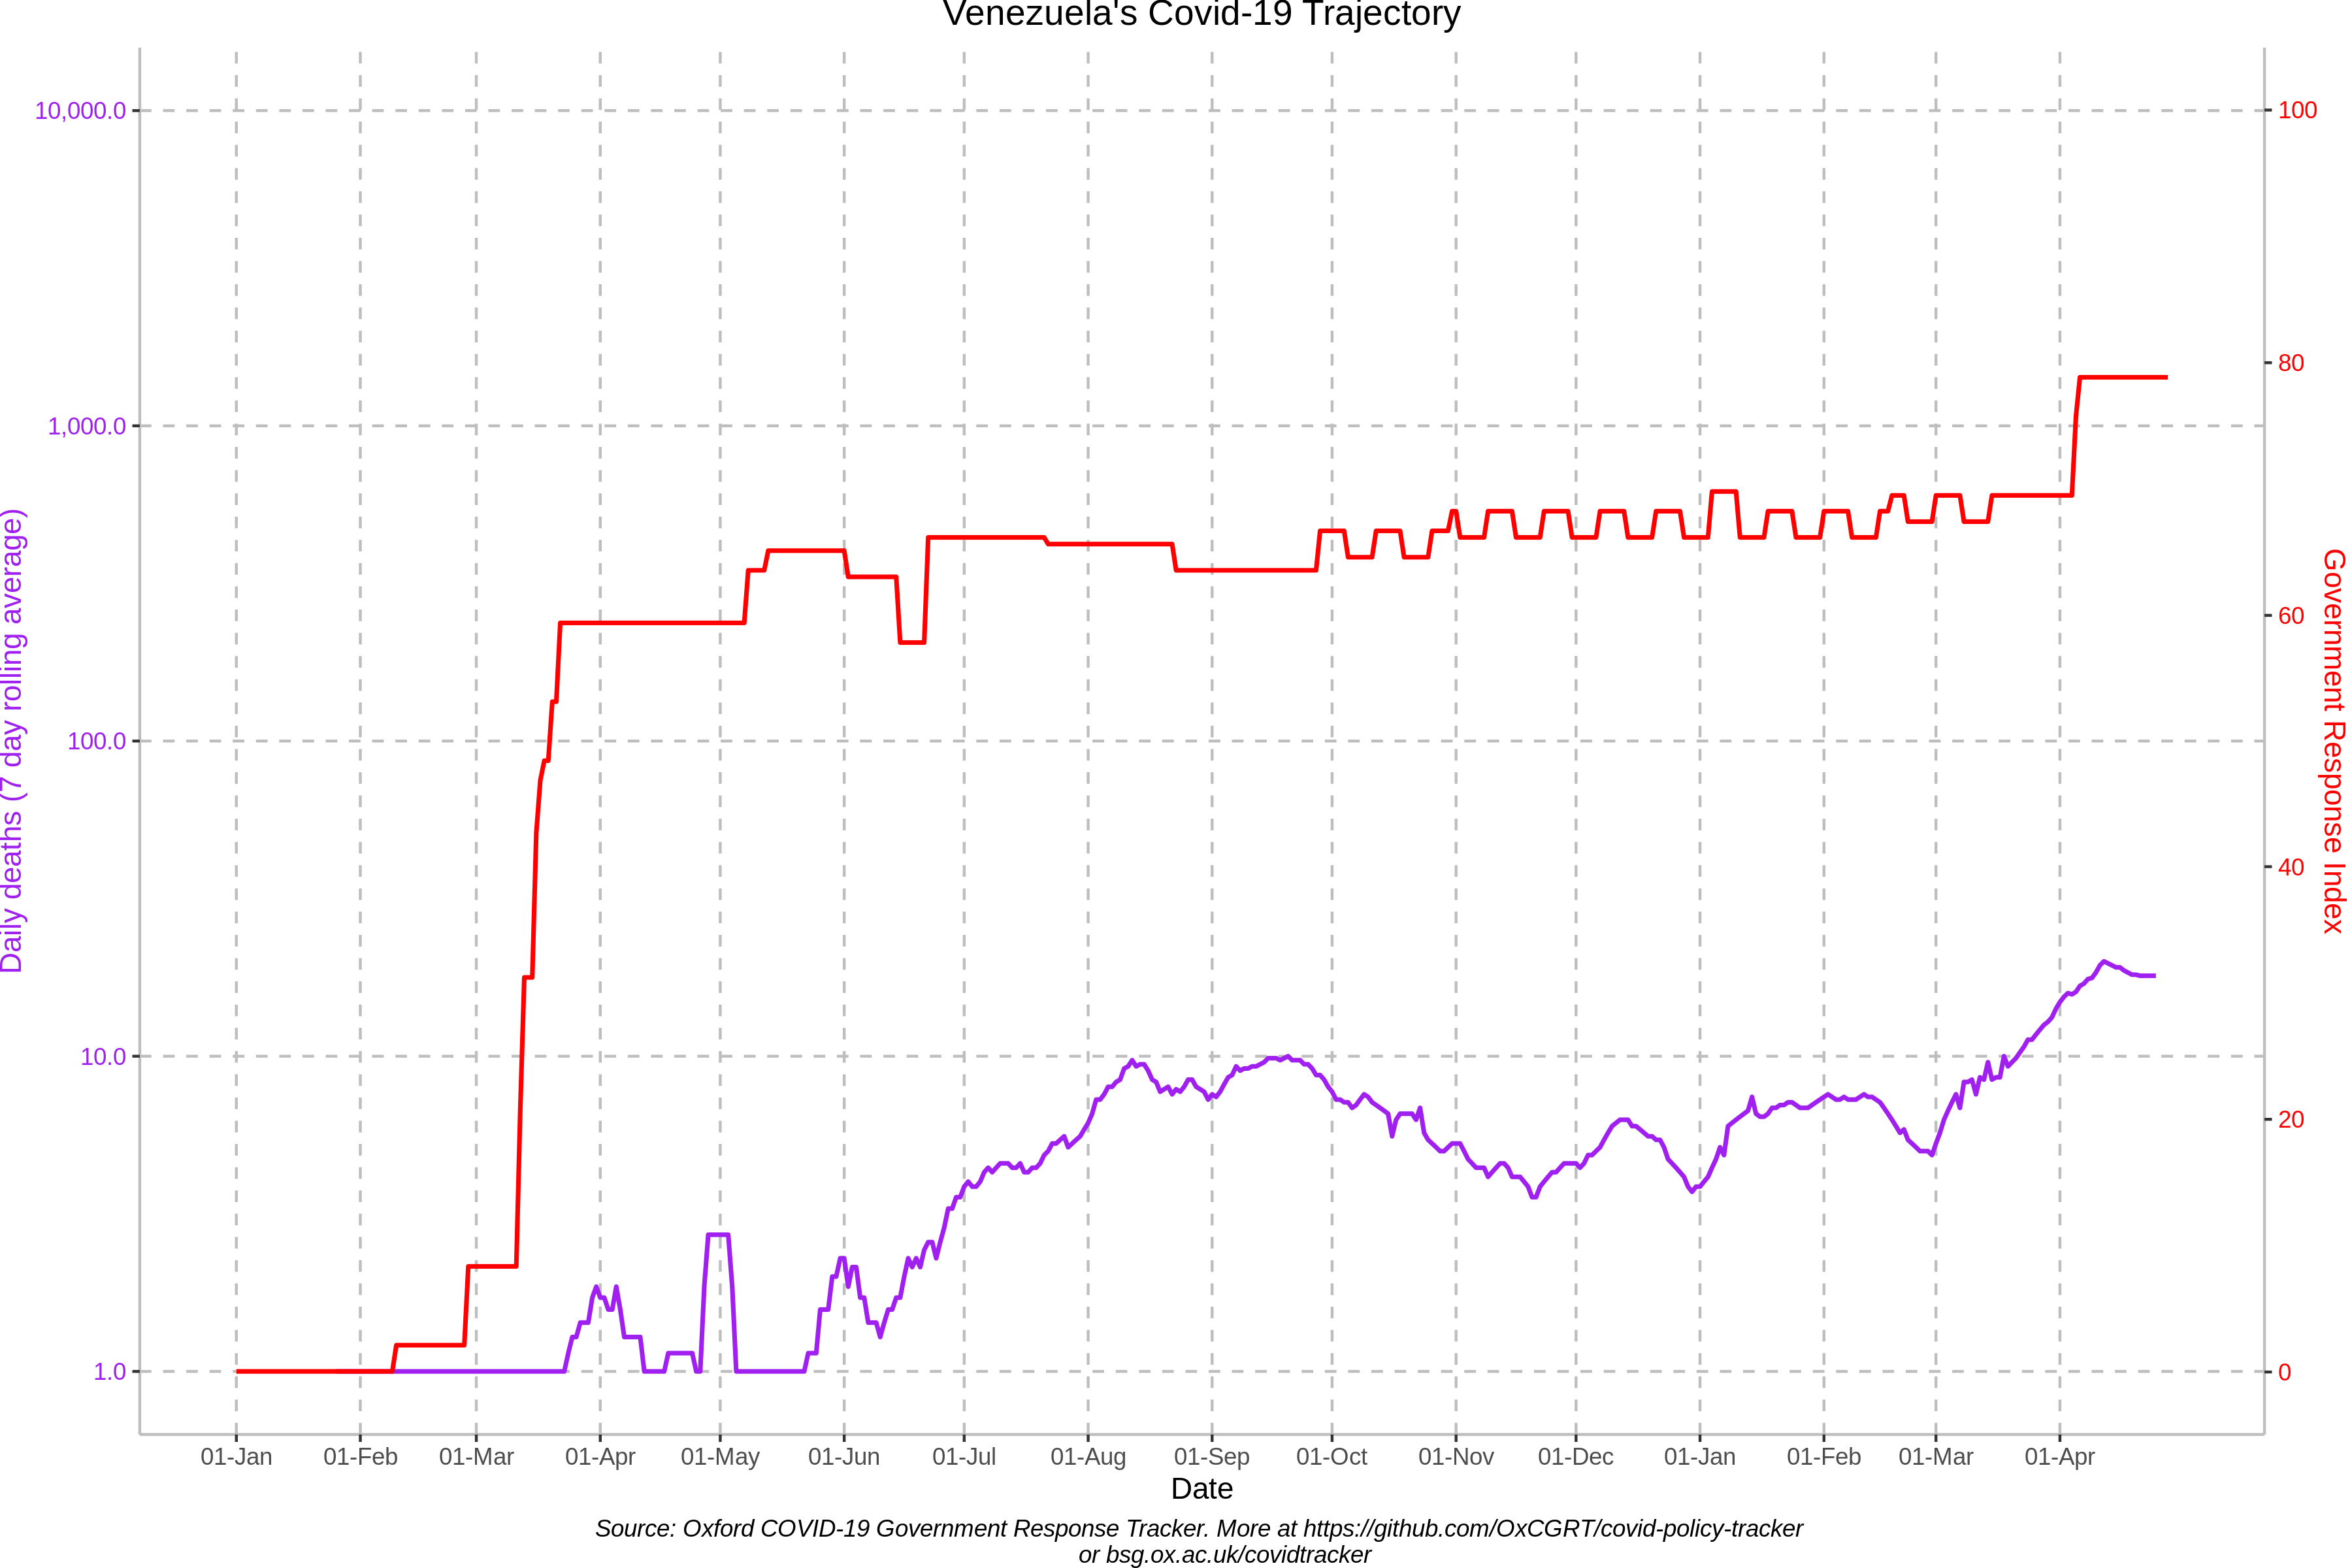 Venezuela's Covid-19 Trajectory
10,000.0
1,000.0
100.0
10.0
1.0
Daily deaths (7 day rolling average)
100
80
60
40
20
0
Government Response Index
01-Jan 01-Feb 01-Mar 01-Apr 01-May 01-Jun 01-Jul 01-Aug 01-Sep 01-Oct 01-Nov 01-Dec 01-Jan 01-Feb 01-Mar 01-Apr
Date
Source: Oxford COVID-19 Government Response Tracker. More at https://github.com/OxCGRT/covid-policy-tracker
or bsg.ox.ac.uk/covidtracker